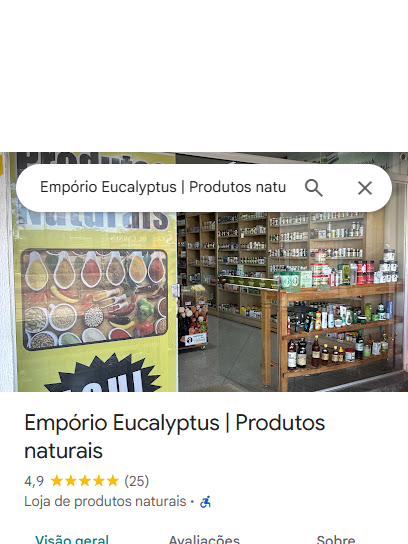 Produtos
Empório Eucalyptus | Produtos natu
Naturais
AQUI
Empório Eucalyptus | Produtos
naturais
4,9 (25)
Loja de produtos naturais ·
Visão geral
Avaliações
Sobre